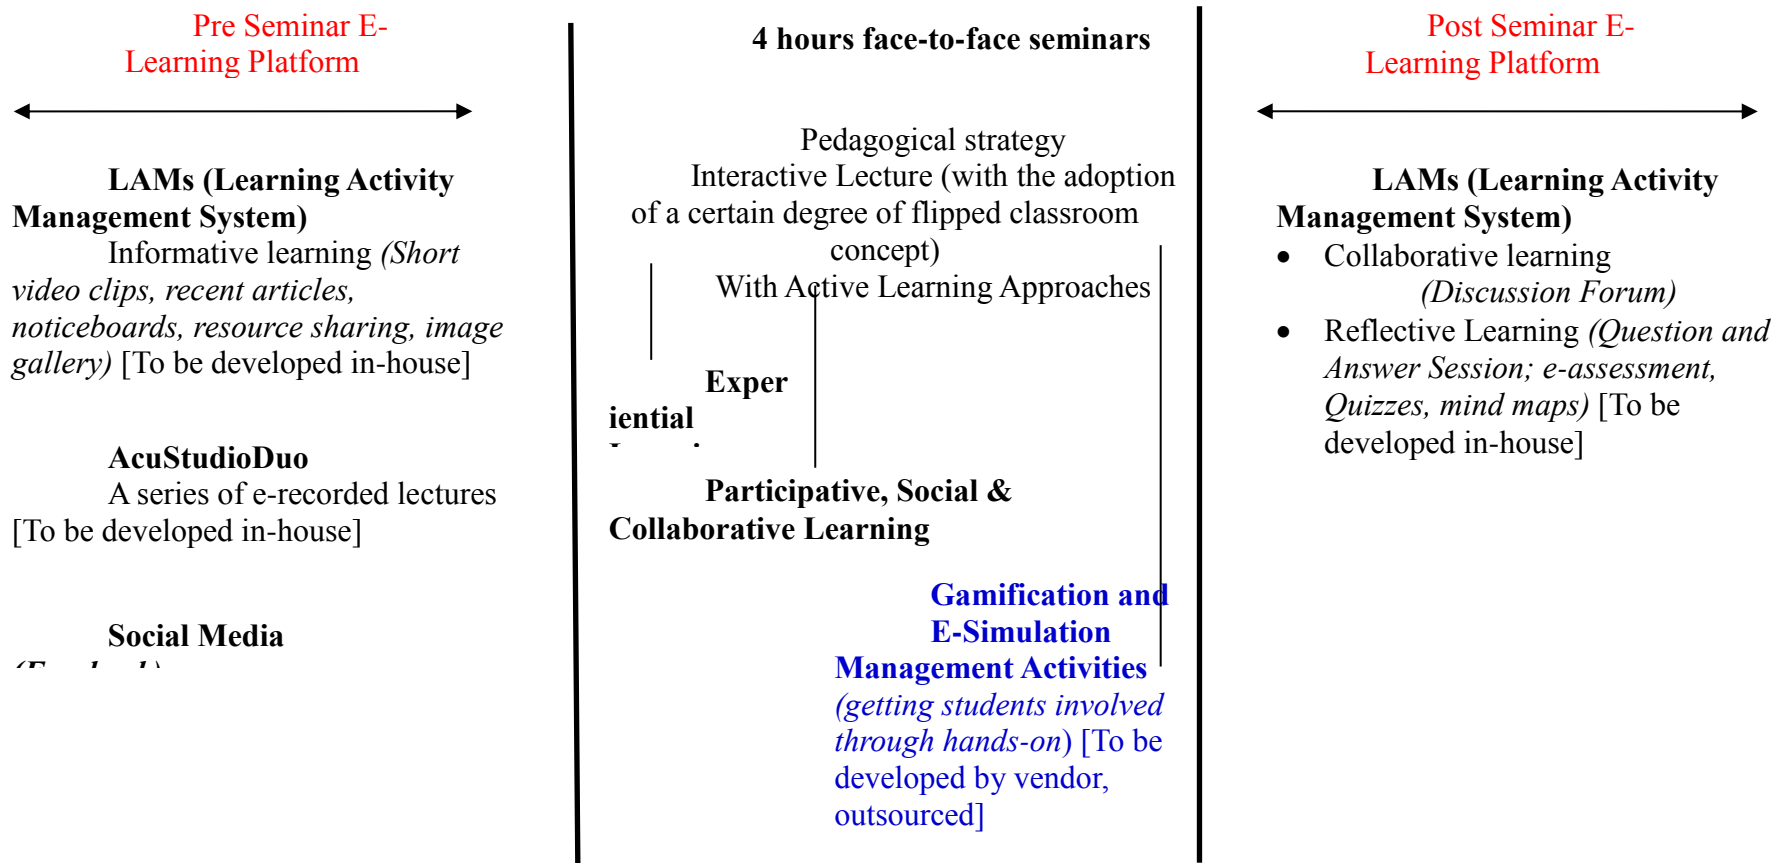 Pre Seminar E-
Learning Platform
LAMs (Learning Activity
Management System)
Informative learning (Short
video clips, recent articles,
noticeboards, resource sharing, image
gallery) [To be developed in-house]
AcuStudioDuo
A series of e-recorded lectures
[To be developed in-house]
Social Media
4 hours face-to-face seminars
Pedagogical strategy
Interactive Lecture (with the adoption
of a certain degree of flipped classroom
concept)
With Active Learning Approaches
Exper
iential
Participative, Social &
Collaborative Learning
Gamification and
E-Simulation
Management Activities
(getting students involved
through hands-on) [To be
developed by vendor,
outsourced]
Post Seminar E-
Learning Platform
LAMs (Learning Activity
Management System)
• Collaborative learning
(Discussion Forum)
• Reflective Learning (Question and
Answer Session; e-assessment,
Quizzes, mind maps) [To be
developed in-house]